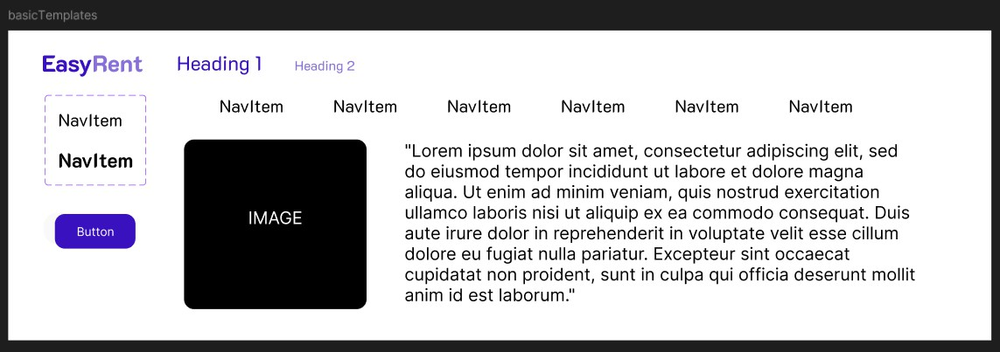 basicTemplates
EasyRent
Heading 1
Heading 2
NavItem
NavItem
NavItem NavItem NavItem NavItem NavItem NavItem
Button
IMAGE
"Lorem ipsum dolor sit amet, consectetur adipiscing elit, sed
do eiusmod tempor incididunt ut labore et dolore magna
aliqua. Ut enim ad minim veniam, quis nostrud exercitation
ullamco laboris nisi ut aliquip ex ea commodo consequat. Duis
aute irure dolor in reprehenderit in voluptate velit esse cillum
dolore eu fugiat nulla pariatur. Excepteur sint occaecat
cupidatat non proident, sunt in culpa qui officia deserunt mollit
anim id est laborum."